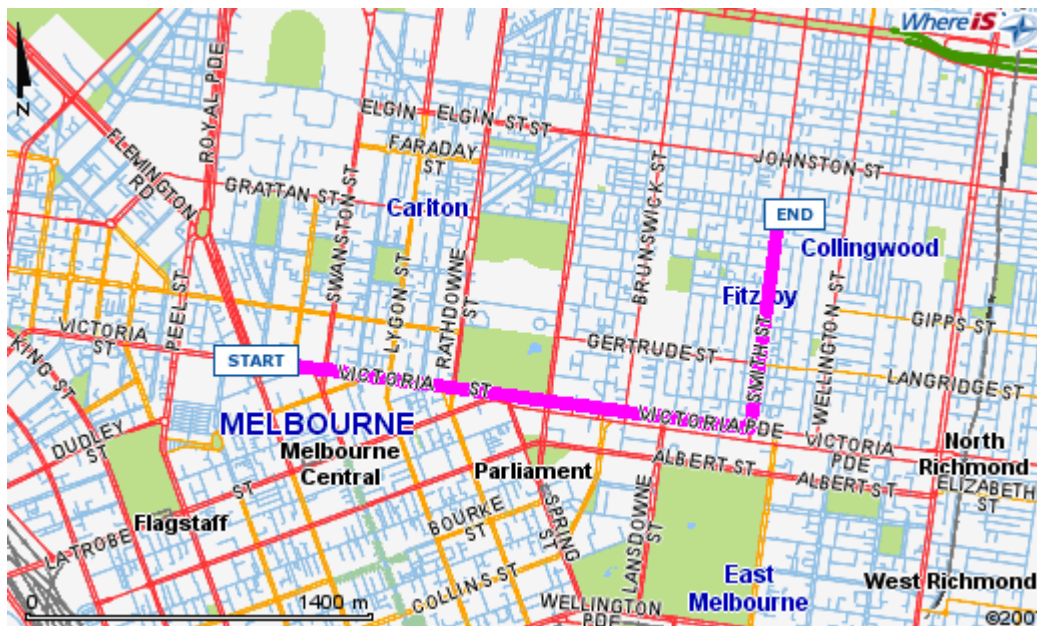 WhereiS
N
ROYAL PDE
FLEMINGTON
RD
ELGIN
ELGIN ST
ST
FARADAY
ST
JOHNSTON ST
GRATTAN ST
SWANSTON ST
Carlton
BRUNSWICK ST
END
Collingwood
PEEL ST
LYGON ST
RATHDOWNE
ST
Fitzroy
SMITH ST
WELLINGTON ST
GIPPS ST
VICTORIA
ST
KING ST
START
GERTRUDE ST
LANGRIDGE ST
VICTORIA
ST
VICTORIA PDE
MELBOURNE
DUDLEY
ST
Melbourne
Central
Parliament
ALBERT ST
VICTORIA
PDE
ALBERT ST
North
Richmond
ELIZABETH
ST
ST
Flagstaff
LA TROBE
BOURKE
ST
SPRING
ST
LANSDOWNE
ST
COLLINS ST
East
Melbourne
West Richmond
WELLINGTON
PDE
0
1400 m